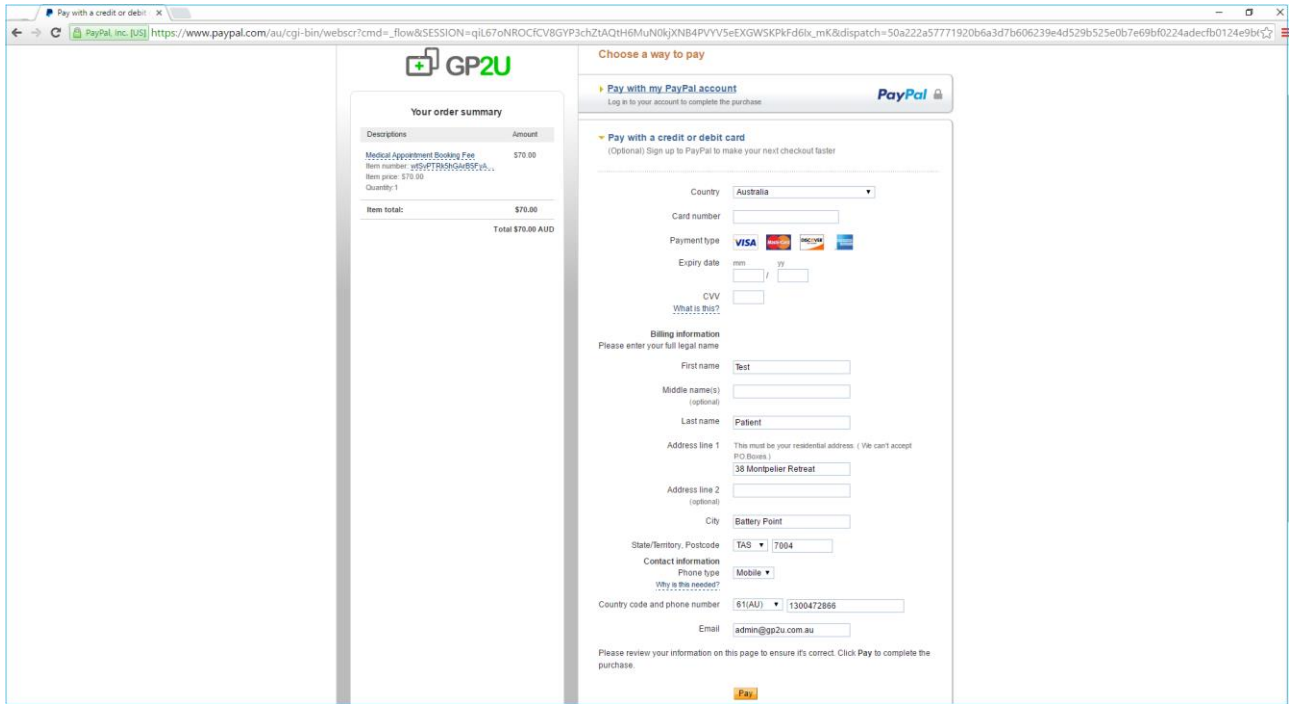 Pay with a credit or debit
PayPal, Inc. [US] https://www.paypal.com/au/cgi-bin/webscr?cmd=_flow&SESSION=
GP2U
Your order summary
Descriptions Amount
Medical Appointment Booking Fee $70.00
Item number:
Item price: $70.00
Quantity: 1
Item total: $70.00
Total $70.00 AUD
Choose a way to pay
Pay with my PayPal account
Log in to your account to complete the purchase
PayPal
Pay with a credit or debit card
(Optional) Sign up to PayPal to make your next checkout faster
Country Australia
Card number
Payment type VISA MasterCard DISCOVER
Expiry date mm yy
/
CVV
What is this?
Billing information
Please enter your full legal name
First name Test
Middle name(s)
(optional)
Last name Patient
Address line 1 This must be your residential address. ( We can't accept
P.O.Boxes.)
38 Montpelier Retreat
Address line 2
(optional)
City Battery Point
State/Territory, Postcode TAS 7004
Contact information
Phone type Mobile
Why is this needed?
Country code and phone number 61(AU) 1300472866
Email admin@gp2u.com.au
Please review your information on this page to ensure it's correct. Click Pay to complete the
purchase.
Pay